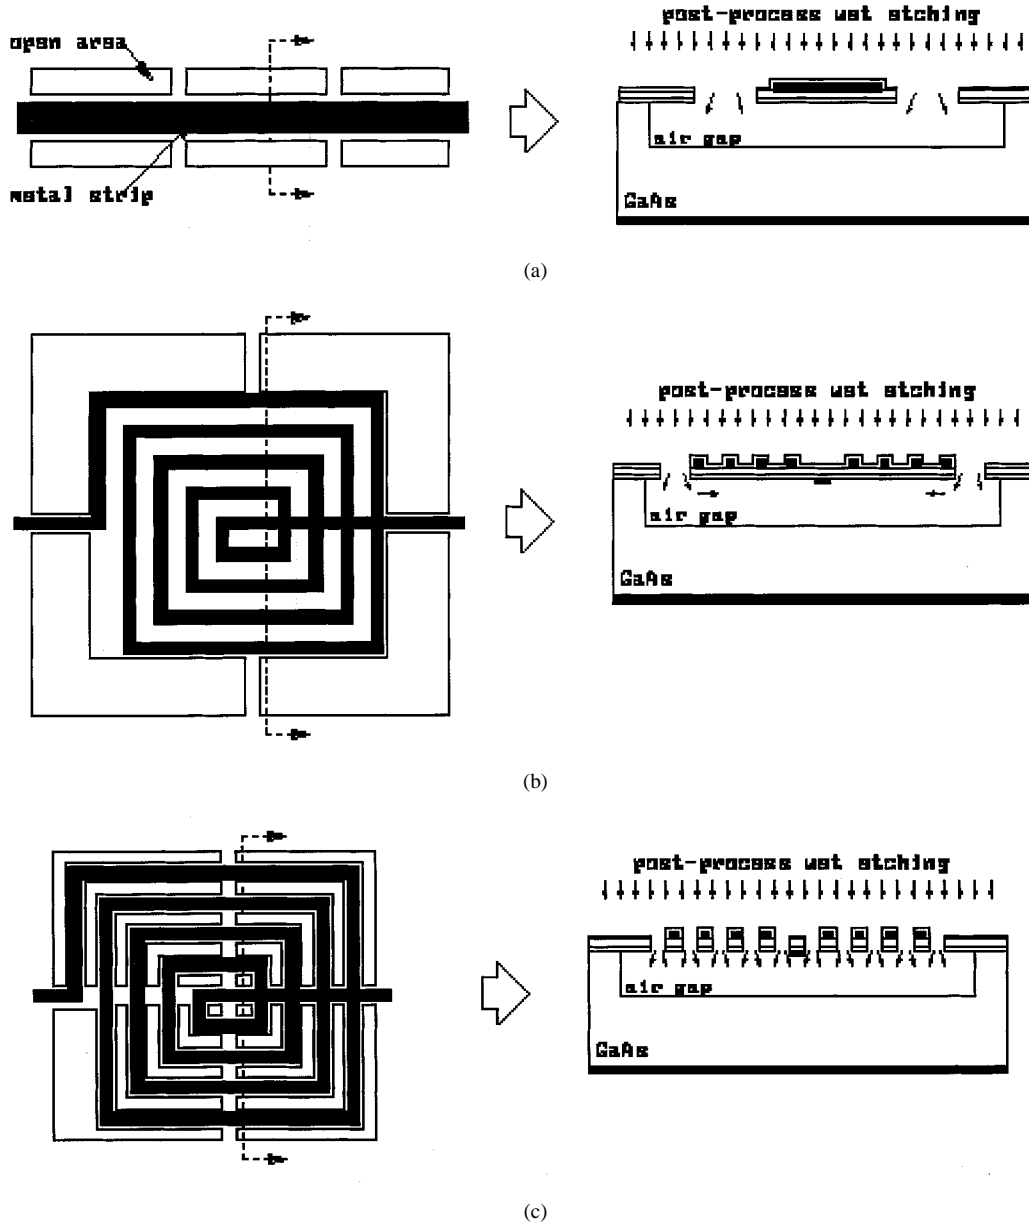 post-process wet etching
open area
air gap
metal strip
GaAs
(a)
post-process wet etching
air gap
GaAs
(b)
post-process wet etching
air gap
GaAs
(c)